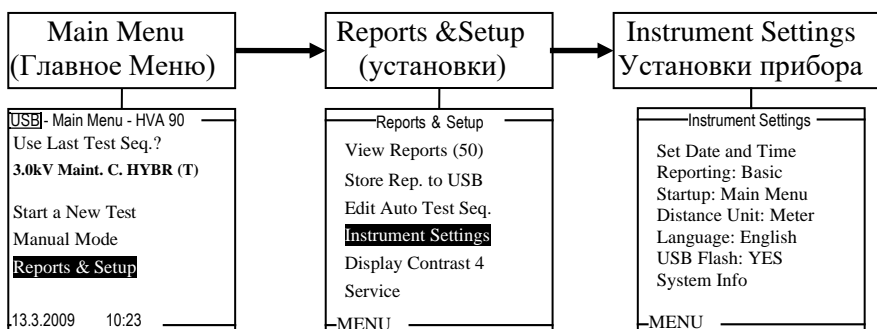 Main Menu
(Главное Меню)
Reports &Setup
(установки)
Instrument Settings
Установки прибора
USB - Main Menu - HVA 90
Use Last Test Seq.?
3.0kV Maint. C. HYBR (T)
Start a New Test
Manual Mode
Reports & Setup
13.3.2009 10:23
Reports & Setup
View Reports (50)
Store Rep. to USB
Edit Auto Test Seq.
Instrument Settings
Display Contrast 4
Service
MENU
Instrument Settings
Set Date and Time
Reporting: Basic
Startup: Main Menu
Distance Unit: Meter
Language: English
USB Flash: YES
System Info
MENU